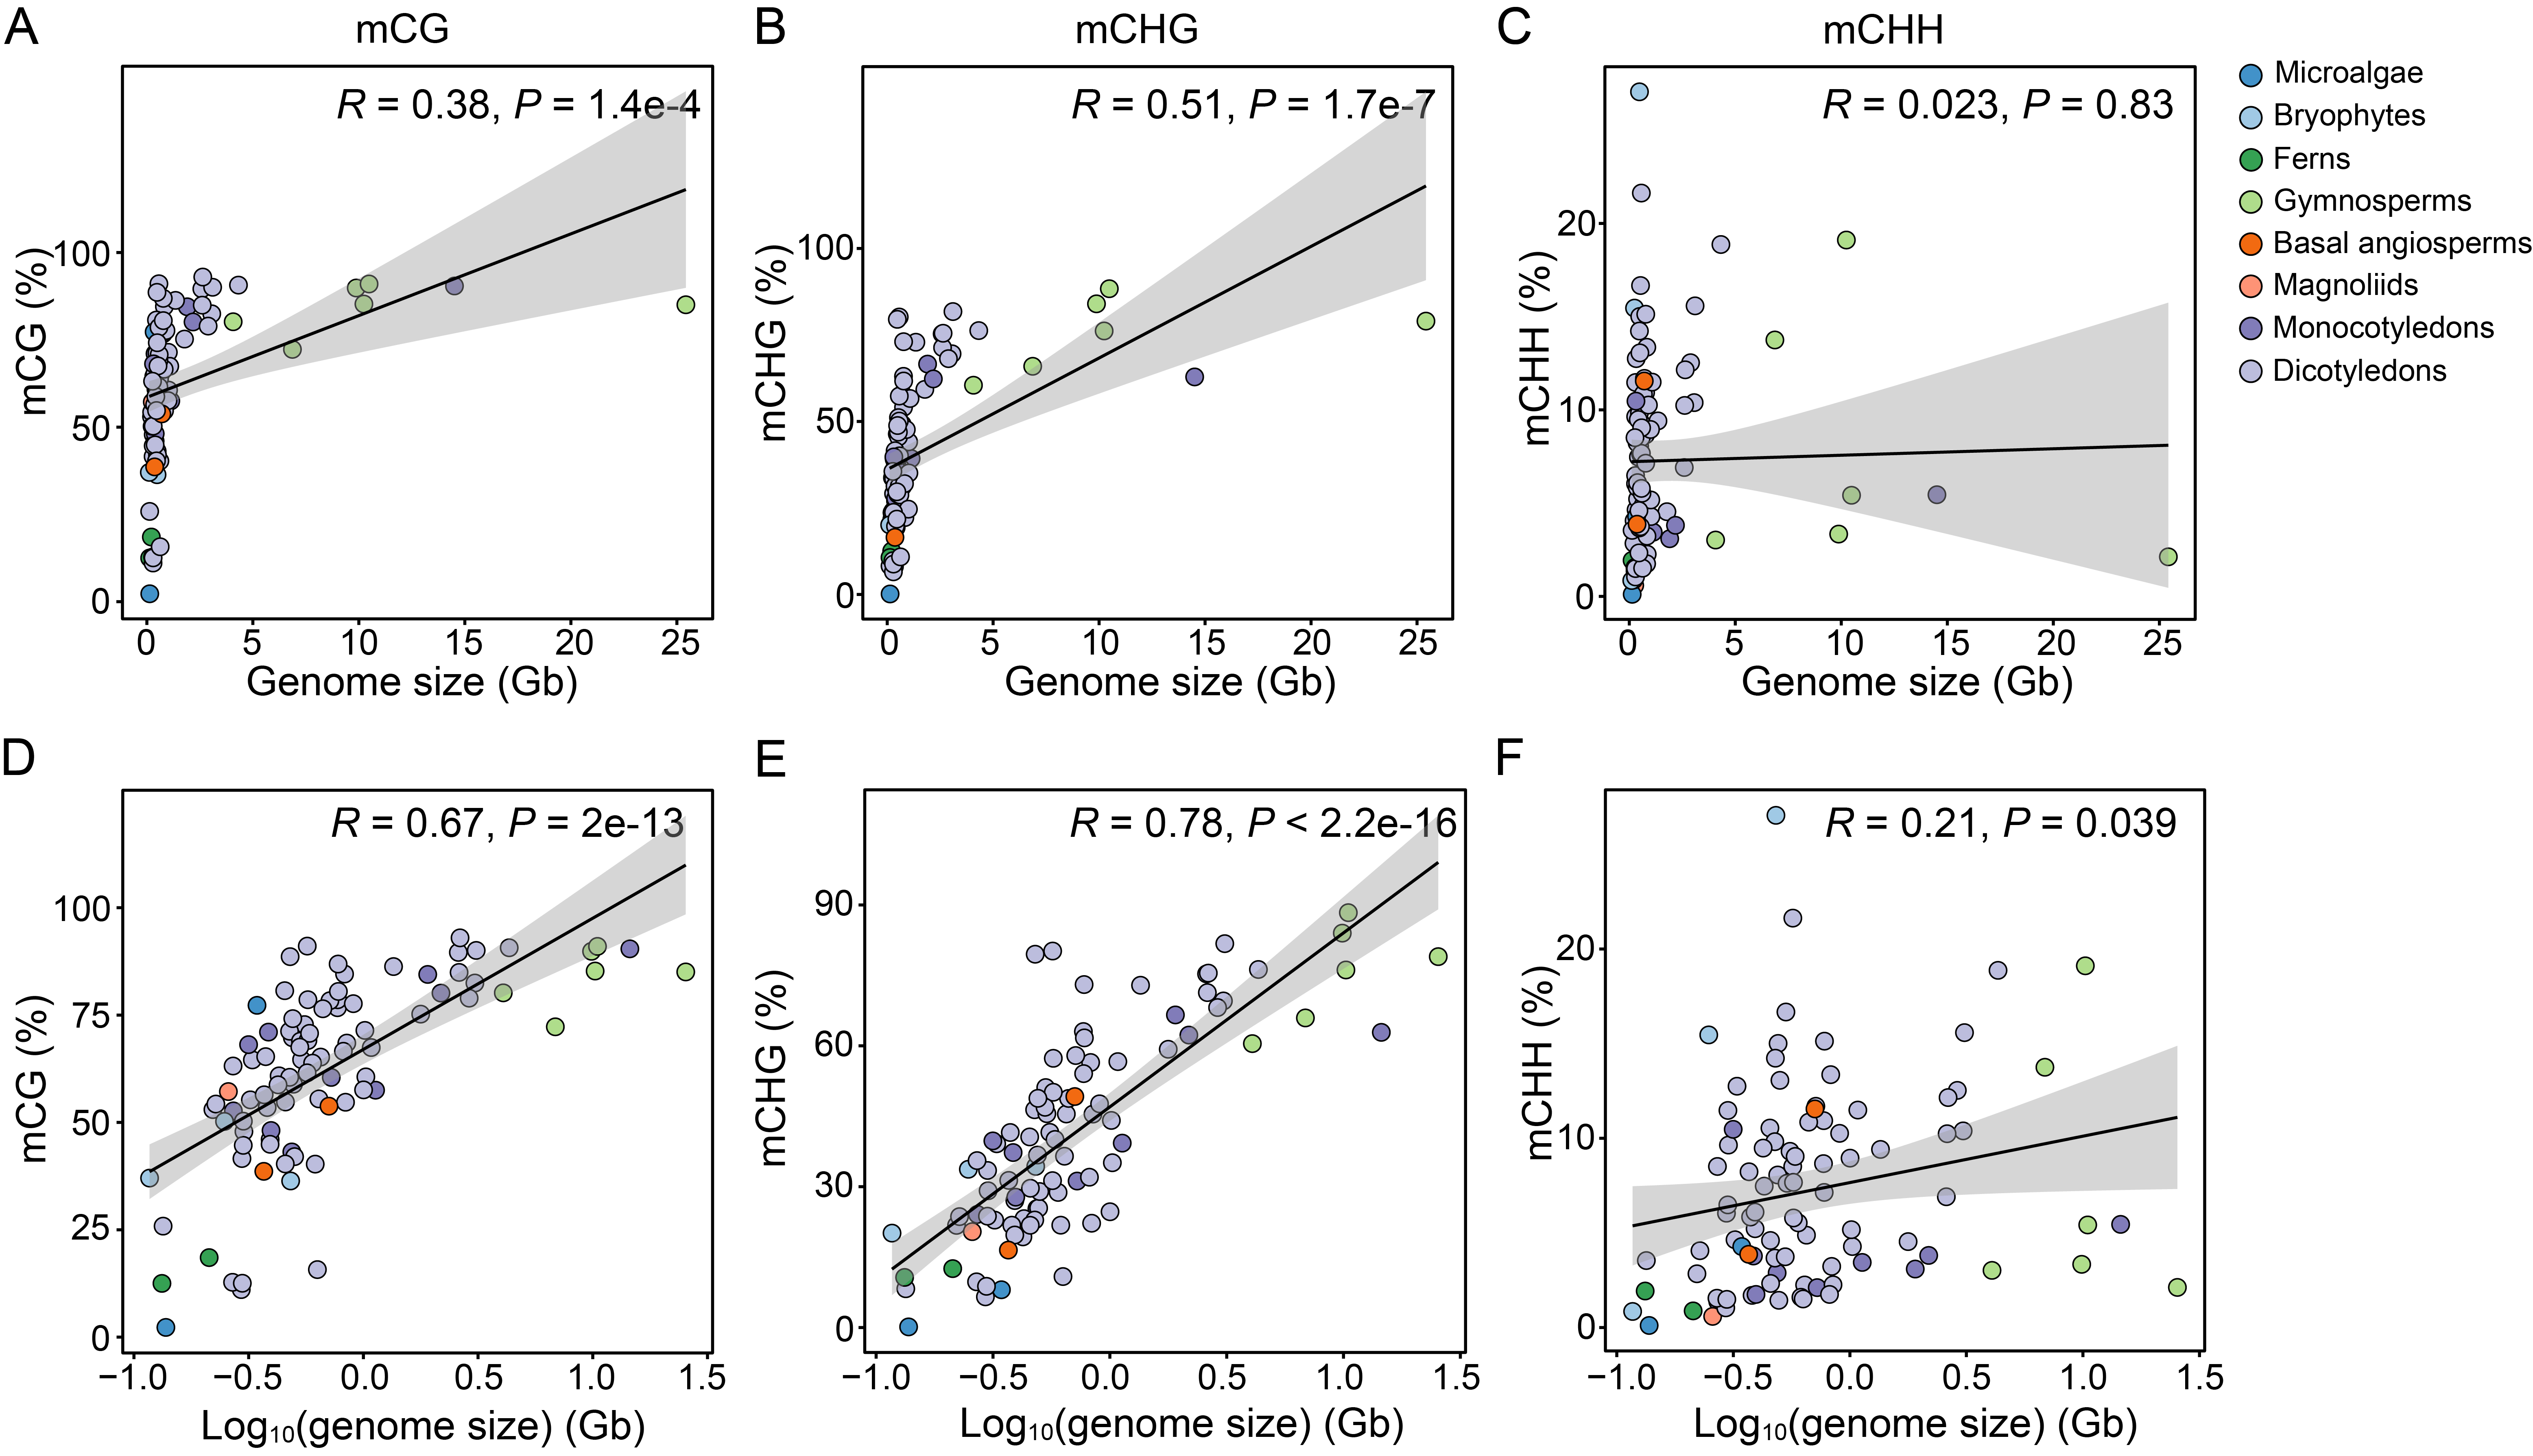 A
mCG
R = 0.38, P = 1.4e-4
mCG (%)
100
50
0
0 5 10 15 20 25
Genome size (Gb)
B
mCHG
R = 0.51, P = 1.7e-7
mCHG (%)
100
50
0
0 5 10 15 20 25
Genome size (Gb)
C
mCHH
R = 0.023, P = 0.83
mCHH (%)
20
10
0
0 5 10 15 20 25
Genome size (Gb)
Microalgae
Bryophytes
Ferns
Gymnosperms
Basal angiosperms
Magnoliids
Monocotyledons
Dicotyledons
D
R = 0.67, P = 2e-13
mCG (%)
100
75
50
25
0
−1.0 −0.5 0.0 0.5 1.0 1.5
Log₁₀(genome size) (Gb)
E
R = 0.78, P < 2.2e-16
mCHG (%)
90
60
30
0
−1.0 −0.5 0.0 0.5 1.0 1.5
Log₁₀(genome size) (Gb)
F
R = 0.21, P = 0.039
mCHH (%)
20
10
0
−1.0 −0.5 0.0 0.5 1.0 1.5
Log₁₀(genome size) (Gb)